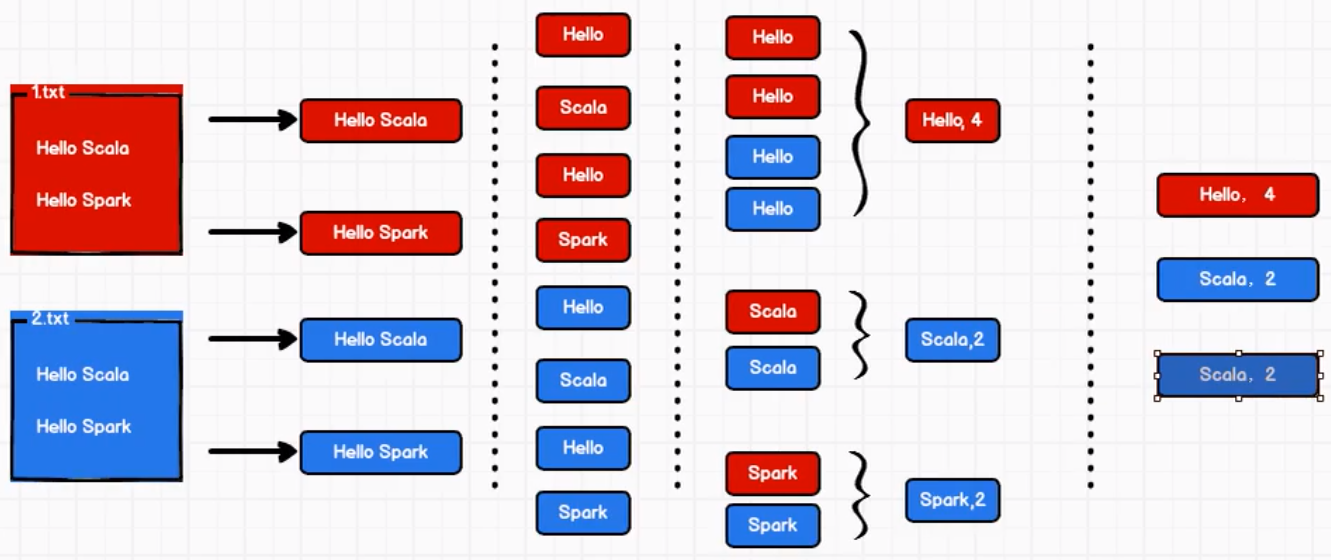 1.txt
Hello Scala
Hello Spark
2.txt
Hello Scala
Hello Spark
Hello Scala
Hello Spark
Hello Scala
Hello Spark
Hello
Scala
Hello
Spark
Hello
Scala
Hello
Spark
Hello
Hello
Hello
Hello
Hello, 4
Scala
Scala
Scala,2
Spark
Spark
Spark,2
Hello， 4
Scala，2
Scala，2